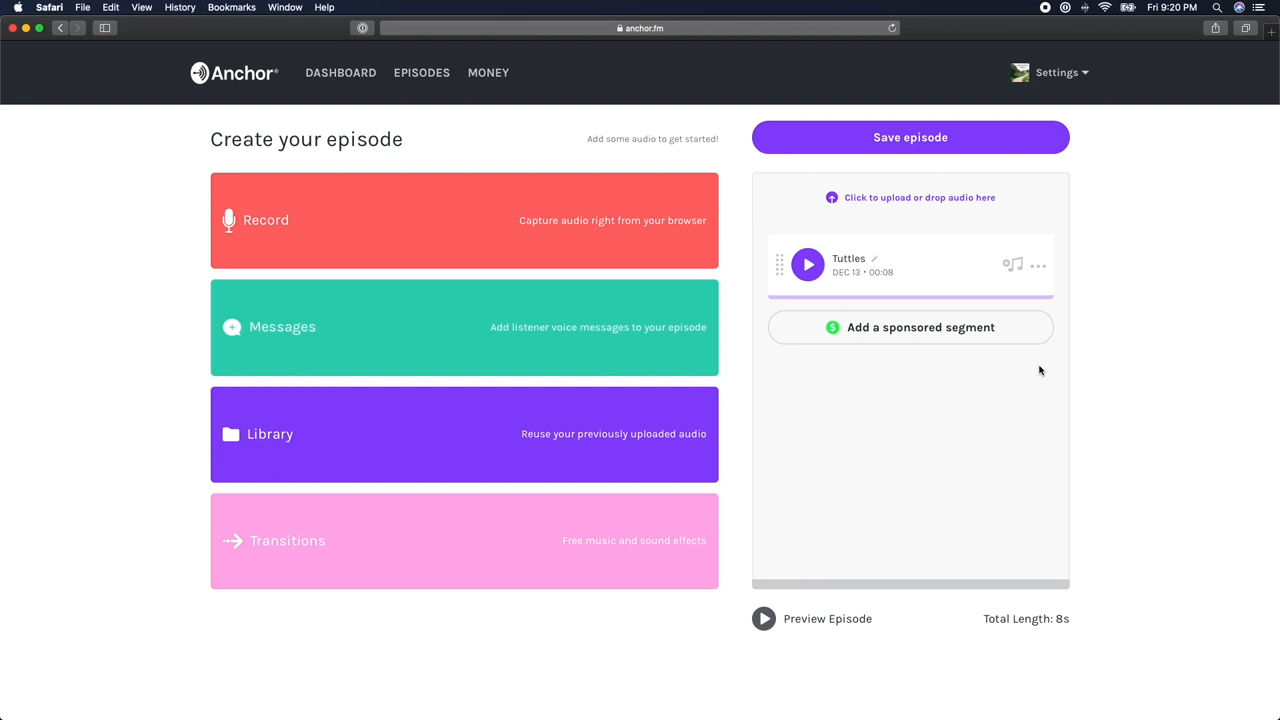 Safari File Edit View History Bookmarks Window Help Fri 9:20 PM
anchor.fm
Anchor DASHBOARD EPISODES MONEY Settings
Create your episode Add some audio to get started! Save episode
Click to upload or drop audio here
Record Capture audio right from your browser
Tuttles
DEC 13 • 00:08
Messages Add listener voice messages to your episode
$ Add a sponsored segment
Library Reuse your previously uploaded audio
Transitions Free music and sound effects
Preview Episode Total Length: 8s